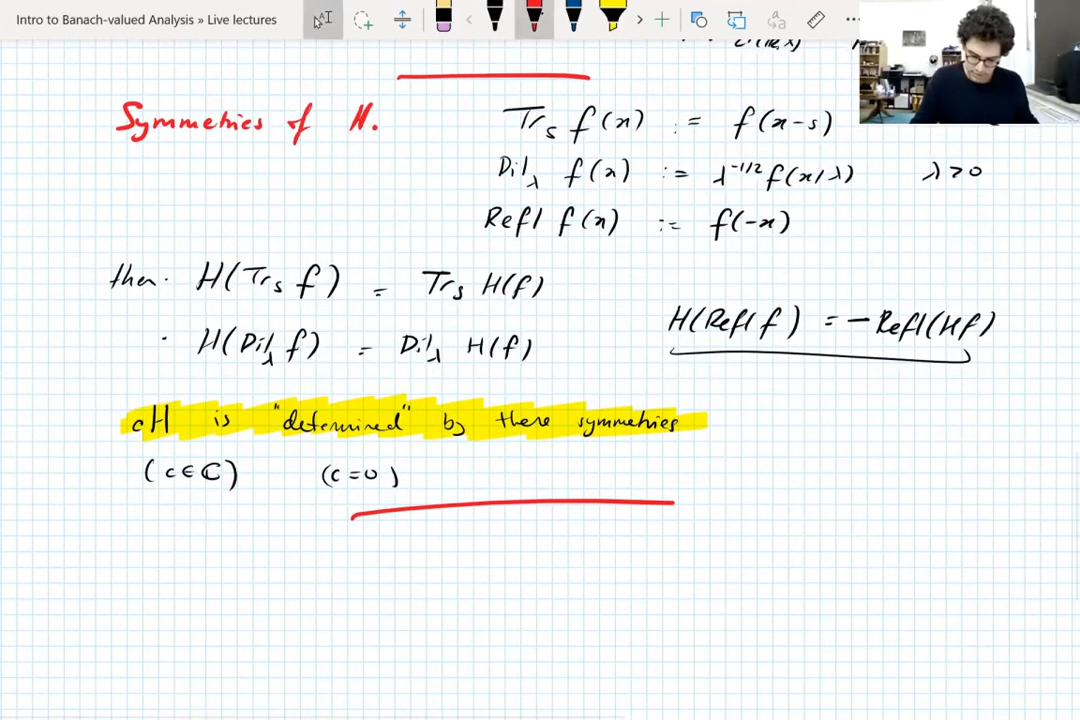 Intro to Banach-valued Analysis » Live lectures
Symmetries of H.
Tr_s f(x) := f(x-s)
Dil_λ f(x) := λ^{-1/2} f(x/λ) λ>0
Refl f(x) := f(-x)
then · H(Tr_s f) = Tr_s H(f)
· H(Dil_λ f) = Dil_λ H(f)
H(Refl f) = - Refl(Hf)
cH is "determined" by these symmetries
(c∈ℂ) (c=0)